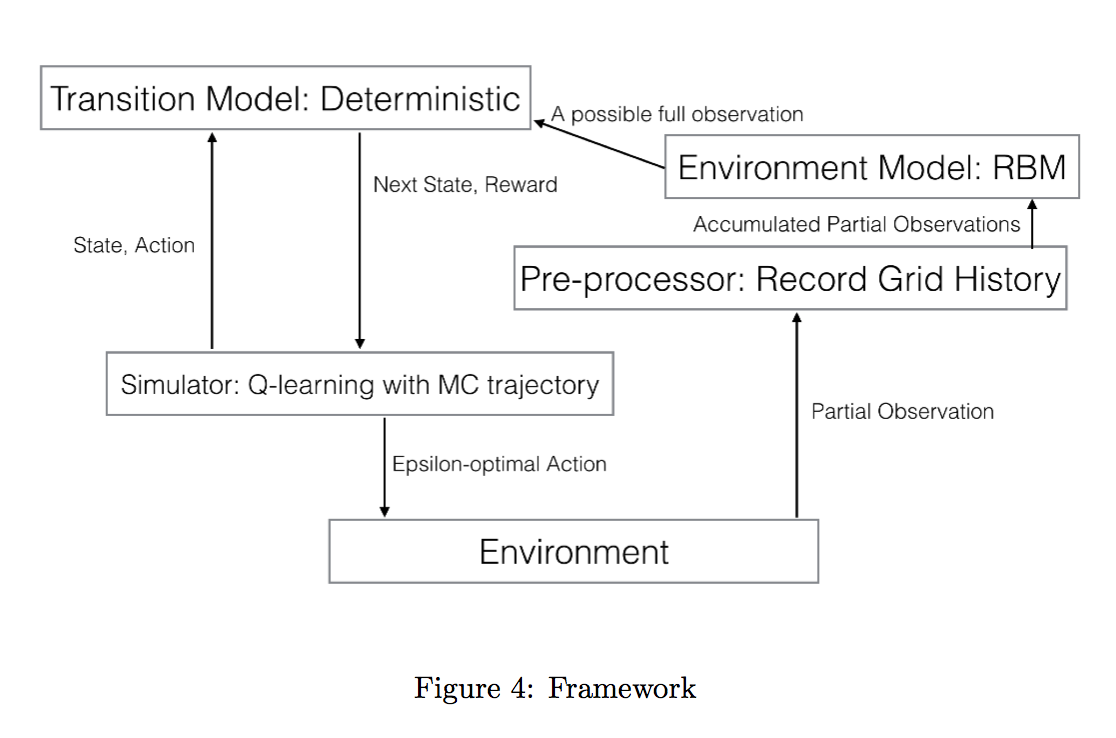 Transition Model: Deterministic
A possible full observation
Environment Model: RBM
Next State, Reward
Accumulated Partial Observations
State, Action
Pre-processor: Record Grid History
Simulator: Q-learning with MC trajectory
Partial Observation
Epsilon-optimal Action
Environment
Figure 4: Framework